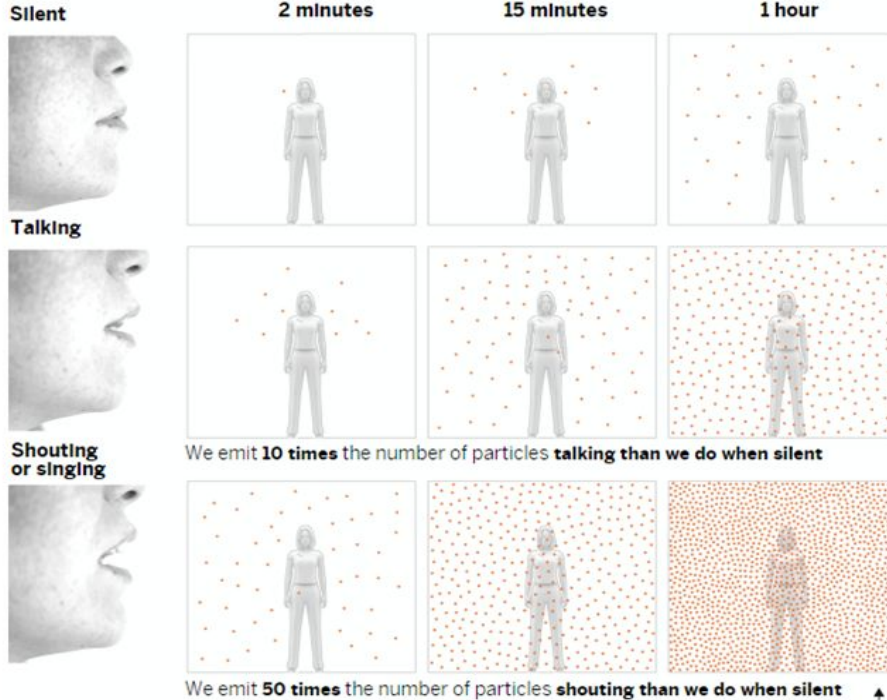 Silent
2 minutes
15 minutes
1 hour
Talking
We emit 10 times the number of particles talking than we do when silent
Shouting
or singing
We emit 50 times the number of particles shouting than we do when silent